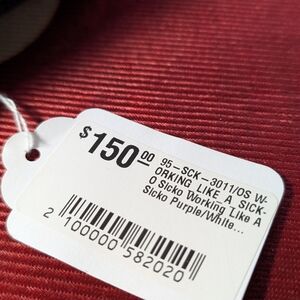 $150.00
95-SCK-3011/OS W-
ORKING LIKE A SICK-
O Sicko Working Like A
Sicko Purple/White...
2 100000 582020